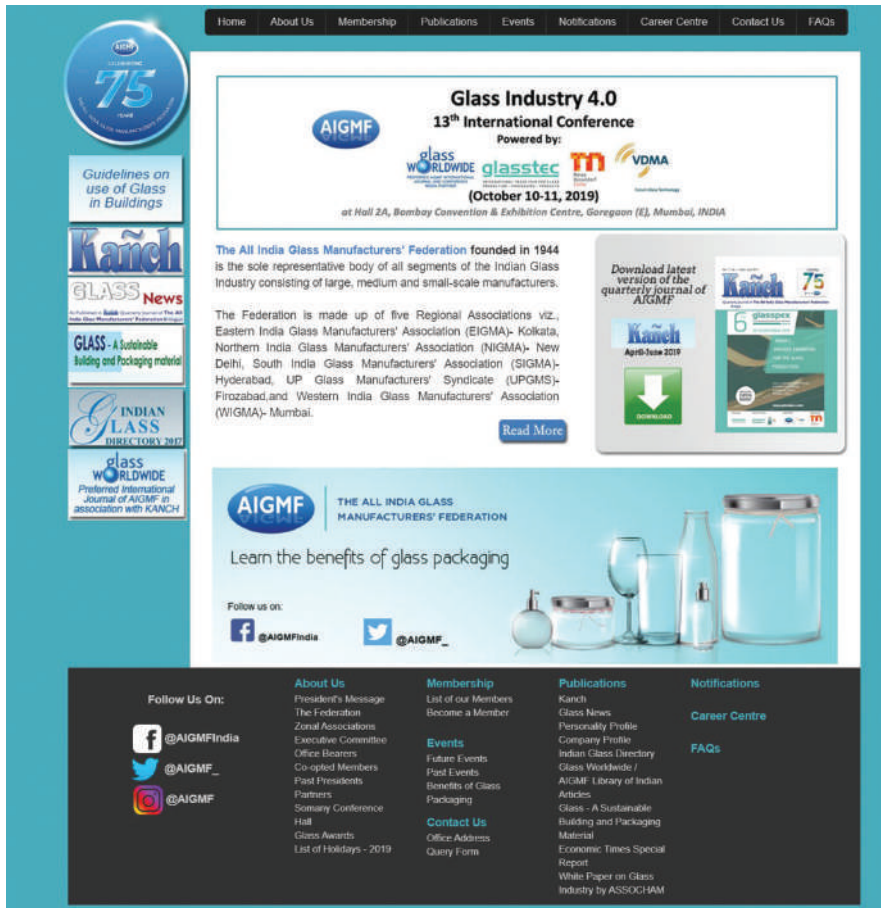 Home About Us Membership Publications Events Notifications Career Centre Contact Us FAQs
AIGMF
CELEBRATING
75
YEARS
Guidelines on
use of Glass
in Buildings
Kanch
GLASS News
GLASS - A Sustainable
Building and Packaging material
INDIAN
GLASS
DIRECTORY 2017
glass
WORLDWIDE
Preferred International
Journal of AIGMF in
association with KANCH
Glass Industry 4.0
13th International Conference
Powered by:
AIGMF
glass
WORLDWIDE
glasstec
VDMA
(October 10-11, 2019)
at Hall 2A, Bombay Convention & Exhibition Centre, Goregaon (E), Mumbai, INDIA
The All India Glass Manufacturers' Federation founded in 1944
is the sole representative body of all segments of the Indian Glass
Industry consisting of large, medium and small-scale manufacturers.
The Federation is made up of five Regional Associations viz.,
Eastern India Glass Manufacturers' Association (EIGMA)- Kolkata,
Northern India Glass Manufacturers' Association (NIGMA)- New
Delhi, South India Glass Manufacturers' Association (SIGMA)-
Hyderabad, UP Glass Manufacturers' Syndicate (UPGMS)-
Firozabad,and Western India Glass Manufacturers' Association
(WIGMA)- Mumbai.
Read More
Download latest
version of the
quarterly journal of
AIGMF
Kanch
April-June 2019
DOWNLOAD
Kanch
75
glasspex
AIGMF
THE ALL INDIA GLASS
MANUFACTURERS' FEDERATION
Learn the benefits of glass packaging
Follow us on:
@AIGMFIndia
@AIGMF_
Follow Us On:
@AIGMFIndia
@AIGMF_
@AIGMF
About Us
President's Message
The Federation
Zonal Associations
Executive Committee
Office Bearers
Co-opted Members
Past Presidents
Partners
Somany Conference
Hall
Glass Awards
List of Holidays - 2019
Membership
List of our Members
Become a Member
Events
Future Events
Past Events
Benefits of Glass
Packaging
Contact Us
Office Address
Query Form
Publications
Kanch
Glass News
Personality Profile
Company Profile
Indian Glass Directory
Glass Worldwide /
AIGMF Library of Indian
Articles
Glass - A Sustainable
Building and Packaging
Material
Economic Times Special
Report
White Paper on Glass
Industry by ASSOCHAM
Notifications
Career Centre
FAQs